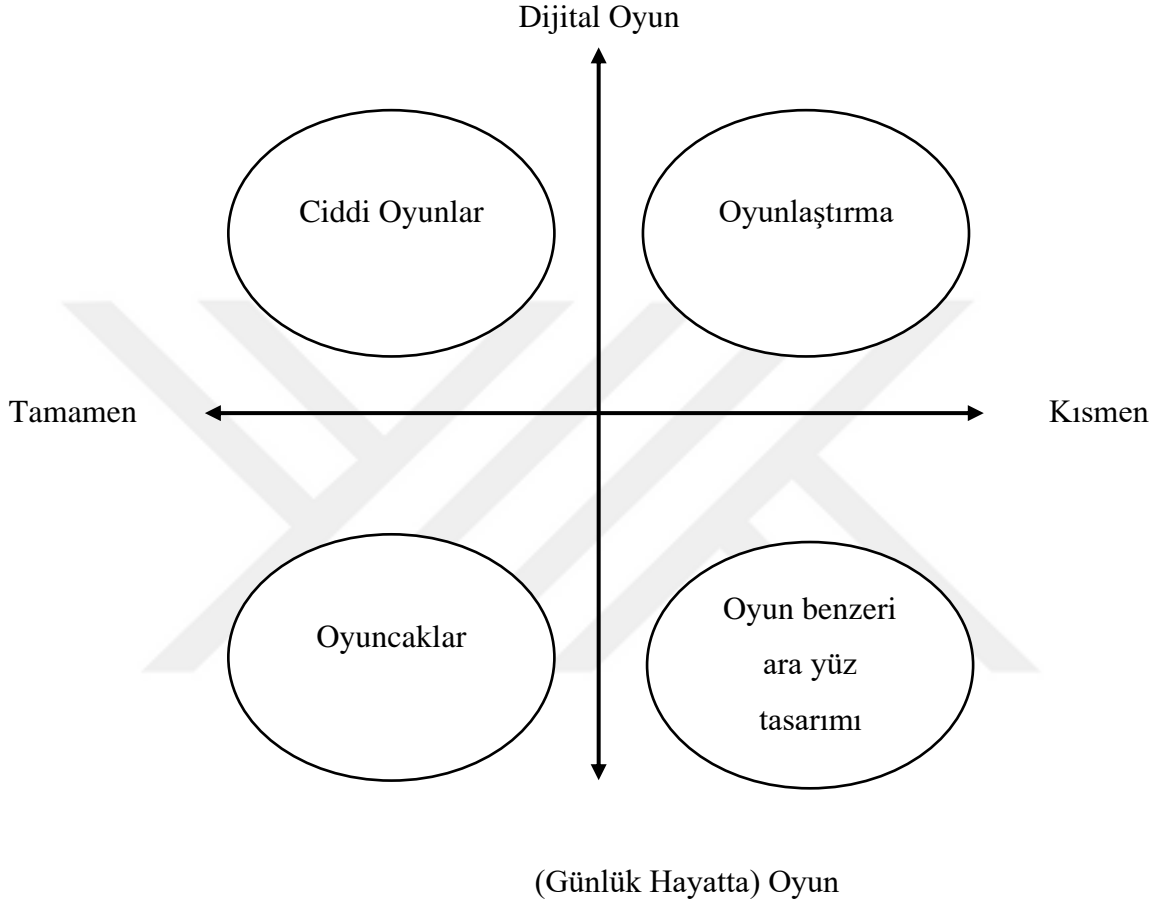 Dijital Oyun
Ciddi Oyunlar
Oyunlaştırma
Tamamen
Kısmen
Oyuncaklar
Oyun benzeri
ara yüz
tasarımı
(Günlük Hayatta) Oyun